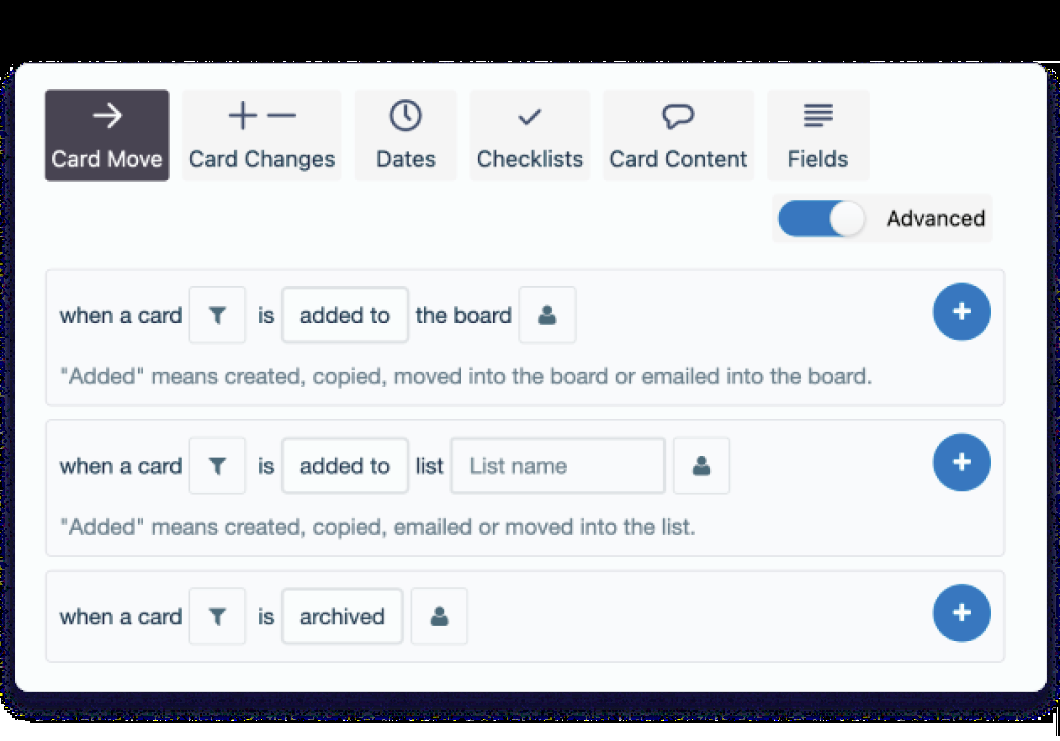 Card Move Card Changes Dates Checklists Card Content Fields
Advanced
when a card is added to the board
"Added" means created, copied, moved into the board or emailed into the board.
when a card is added to list List name
"Added" means created, copied, emailed or moved into the list.
when a card is archived